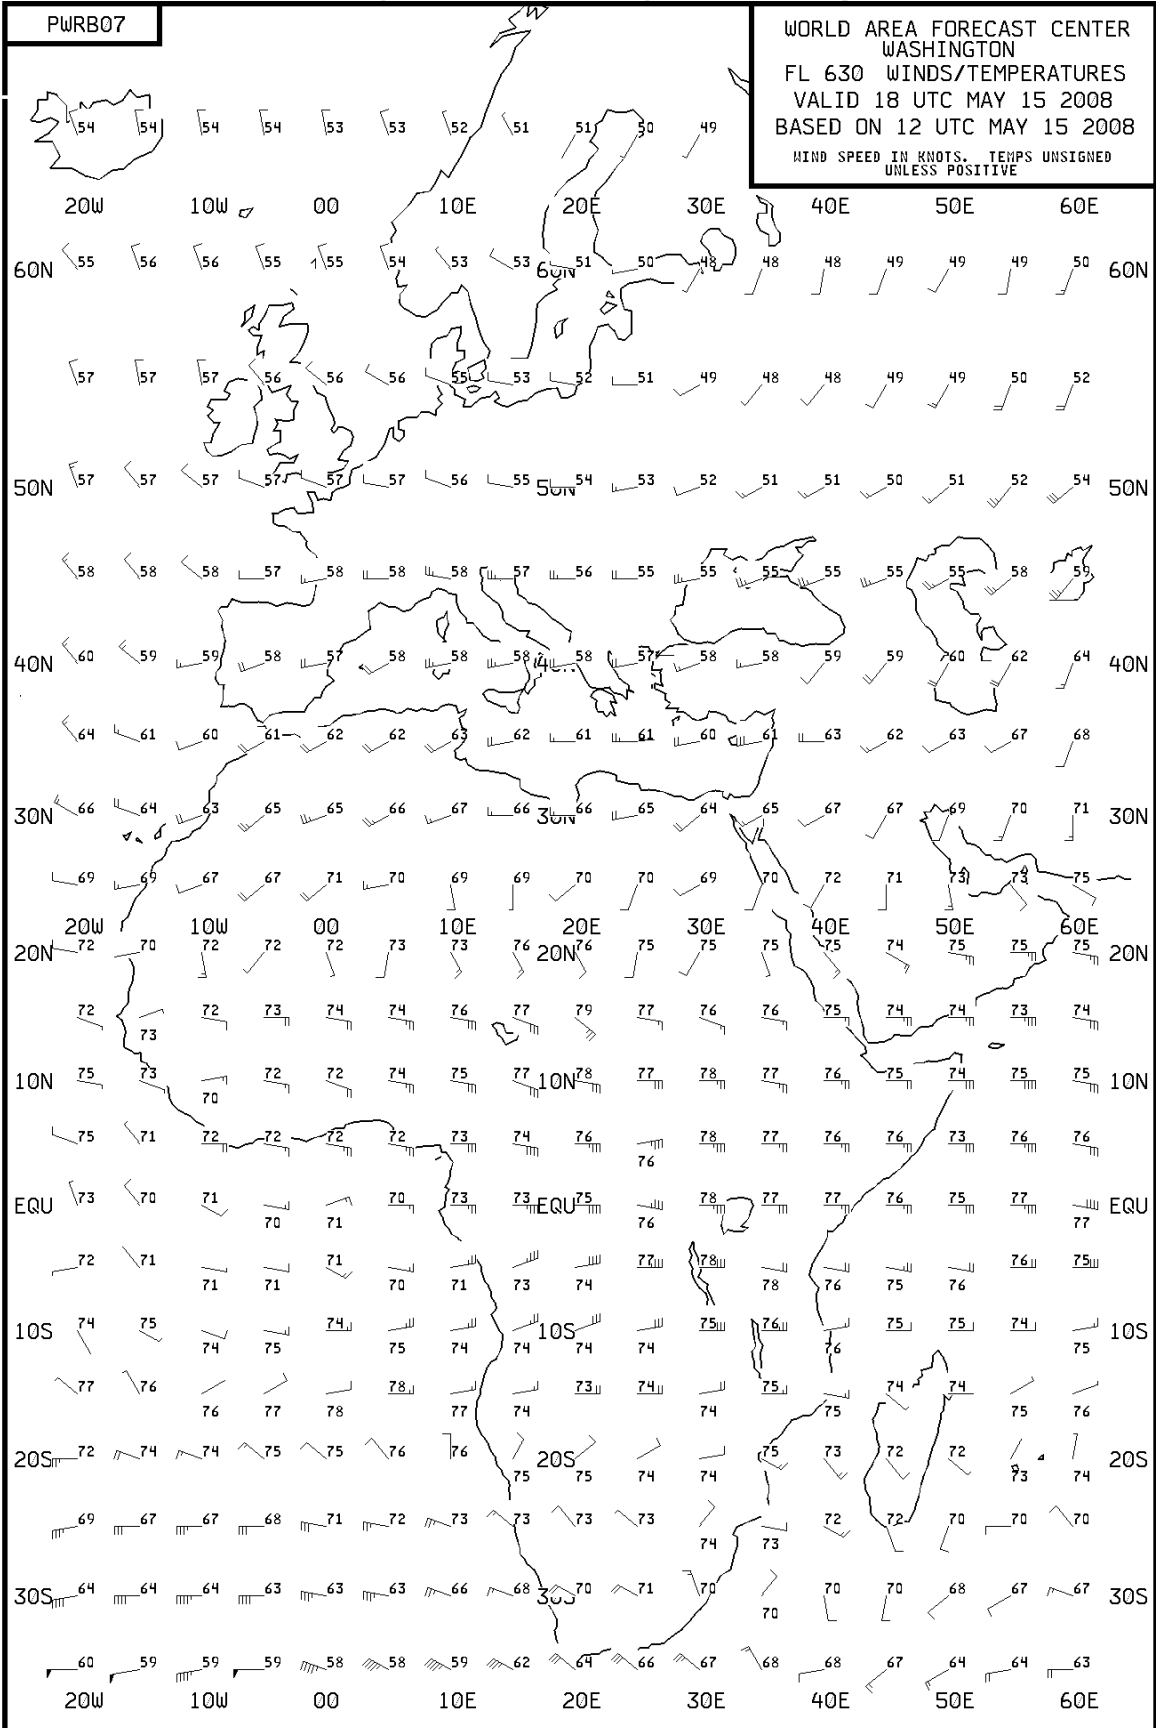 PWRB07
WORLD AREA FORECAST CENTER
WASHINGTON
FL 630 WINDS/TEMPERATURES
VALID 18 UTC MAY 15 2008
BASED ON 12 UTC MAY 15 2008
WIND SPEED IN KNOTS. TEMPS UNSIGNED
UNLESS POSITIVE
54 54 54 54 53 53 52 51 51 50 49
20W 10W 00 10E 20E 30E 40E 50E 60E
60N 55 56 56 55 55 54 53 53 60N 51 50 48 48 48 49 49 49 50 60N
57 57 57 56 56 56 55 53 52 51 49 48 48 49 49 50 52
50N 57 57 57 57 57 57 56 55 50N 54 53 52 51 51 50 51 52 54 50N
58 58 58 57 58 58 58 57 56 55 55 55 55 55 55 58 59
40N 60 59 59 58 57 58 58 58 40N 58 57 58 58 59 59 60 62 64 40N
64 61 60 61 62 62 63 62 61 61 60 61 63 62 63 67 68
30N 66 64 63 65 65 66 67 66 30N 66 65 64 65 67 67 69 70 71 30N
69 69 67 67 71 70 69 69 70 70 69 70 72 71 73 73 75
20W 10W 00 10E 20E 30E 40E 50E 60E
20N 72 70 72 72 72 73 73 76 20N 76 75 75 75 75 74 75 75 75 20N
72 72 73 74 74 76 77 79 77 76 76 75 74 74 73 74
73
10N 75 73 72 72 74 75 77 10N 78 77 78 77 76 75 74 75 75 10N
70
75 71 72 72 72 72 73 74 76 78 77 76 76 73 76 76
76
EQU 73 70 71 70 73 73 EQU 75 78 77 77 76 75 77 EQU
70 71 76 77
72 71 71 77 78 76 75
71 71 70 71 73 74 78 76 75 76
10S 74 75 74 10S 75 76 75 75 74 10S
74 75 75 74 74 74 74 76 75
77 76 78 73 74 75 74 74
76 77 78 77 74 74 75 75 76
20S 72 74 74 75 75 76 76 20S 75 73 72 72 20S
75 75 74 74 73 74
69 67 67 68 71 72 73 73 73 73 72 72 70 70 70
74 73
30S 64 64 64 63 63 63 66 68 30S 70 71 70 70 70 68 67 67 30S
70
60 59 59 59 58 58 59 62 64 66 67 68 68 67 64 64 63
20W 10W 00 10E 20E 30E 40E 50E 60E